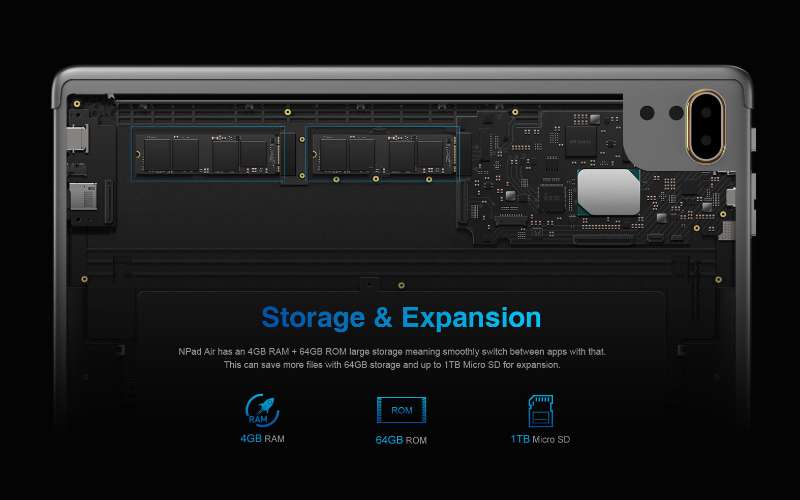 Storage & Expansion
NPad Air has an 4GB RAM + 64GB ROM large storage meaning smoothly switch between apps with that.
This can save more files with 64GB storage and up to 1TB Micro SD for expansion.
RAM
ROM
4GB RAM
64GB ROM
1TB Micro SD